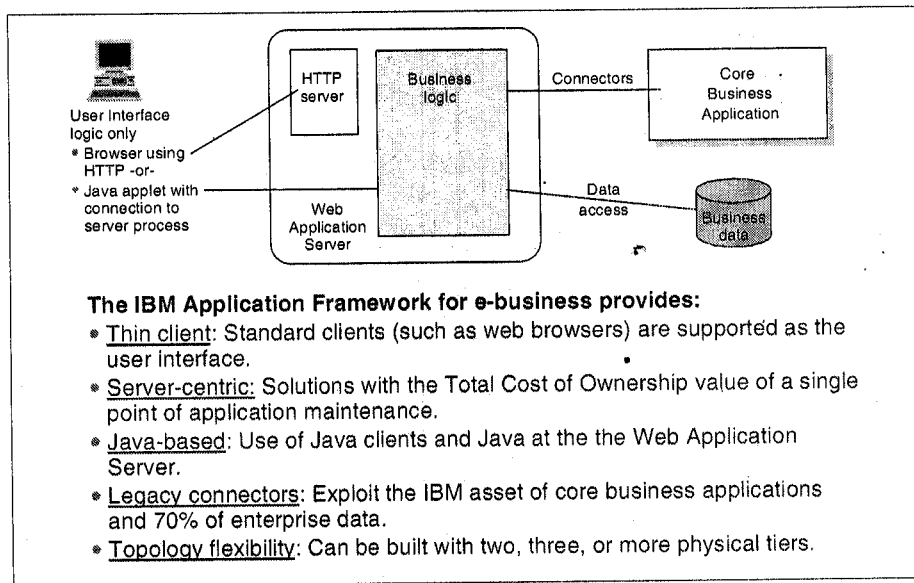 HTTP
server
Business
logic
Connectors
Core
Business
Application
User Interface
logic only
• Browser using
HTTP -or-
• Java applet with
connection to
server process
Web
Application
Server
Data
access
Business
data
The IBM Application Framework for e-business provides:
• Thin client: Standard clients (such as web browsers) are supported as the
user interface.
• Server-centric: Solutions with the Total Cost of Ownership value of a single
point of application maintenance.
• Java-based: Use of Java clients and Java at the the Web Application
Server.
• Legacy connectors: Exploit the IBM asset of core business applications
and 70% of enterprise data.
• Topology flexibility: Can be built with two, three, or more physical tiers.